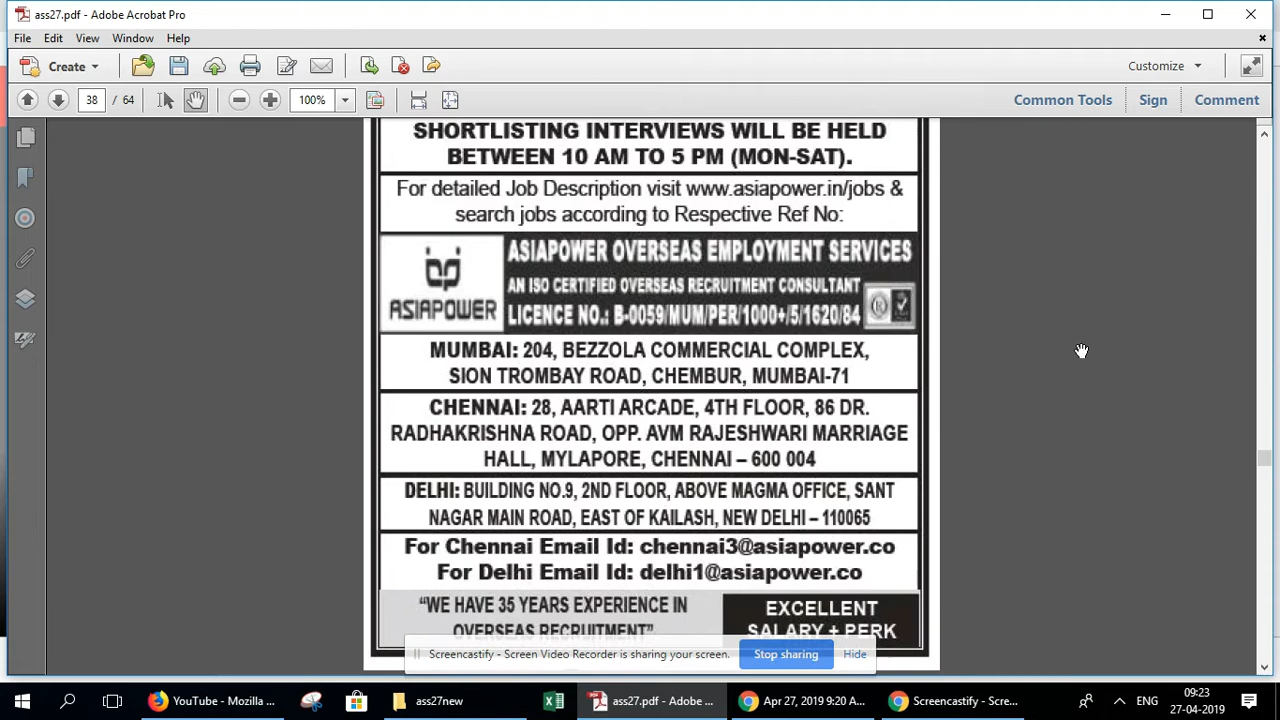 ass27.pdf - Adobe Acrobat Pro
File Edit View Window Help
Create Customize
38 / 64 100% Common Tools Sign Comment
SHORTLISTING INTERVIEWS WILL BE HELD
BETWEEN 10 AM TO 5 PM (MON-SAT).
For detailed Job Description visit www.asiapower.in/jobs &
search jobs according to Respective Ref No:
ASIAPOWER
ASIAPOWER OVERSEAS EMPLOYMENT SERVICES
AN ISO CERTIFIED OVERSEAS RECRUITMENT CONSULTANT
LICENCE NO.: B-0059/MUM/PER/1000+/5/1620/84
MUMBAI: 204, BEZZOLA COMMERCIAL COMPLEX,
SION TROMBAY ROAD, CHEMBUR, MUMBAI-71
CHENNAI: 28, AARTI ARCADE, 4TH FLOOR, 86 DR.
RADHAKRISHNA ROAD, OPP. AVM RAJESHWARI MARRIAGE
HALL, MYLAPORE, CHENNAI – 600 004
DELHI: BUILDING NO.9, 2ND FLOOR, ABOVE MAGMA OFFICE, SANT
NAGAR MAIN ROAD, EAST OF KAILASH, NEW DELHI – 110065
For Chennai Email Id: chennai3@asiapower.co
For Delhi Email Id: delhi1@asiapower.co
“WE HAVE 35 YEARS EXPERIENCE IN
OVERSEAS RECRUITMENT”
EXCELLENT
SALARY + PERK
Screencastify - Screen Video Recorder is sharing your screen. Stop sharing Hide
YouTube - Mozilla ... ass27new ass27.pdf - Adobe ... Apr 27, 2019 9:20 A... Screencastify - Scre... ENG 09:23
27-04-2019